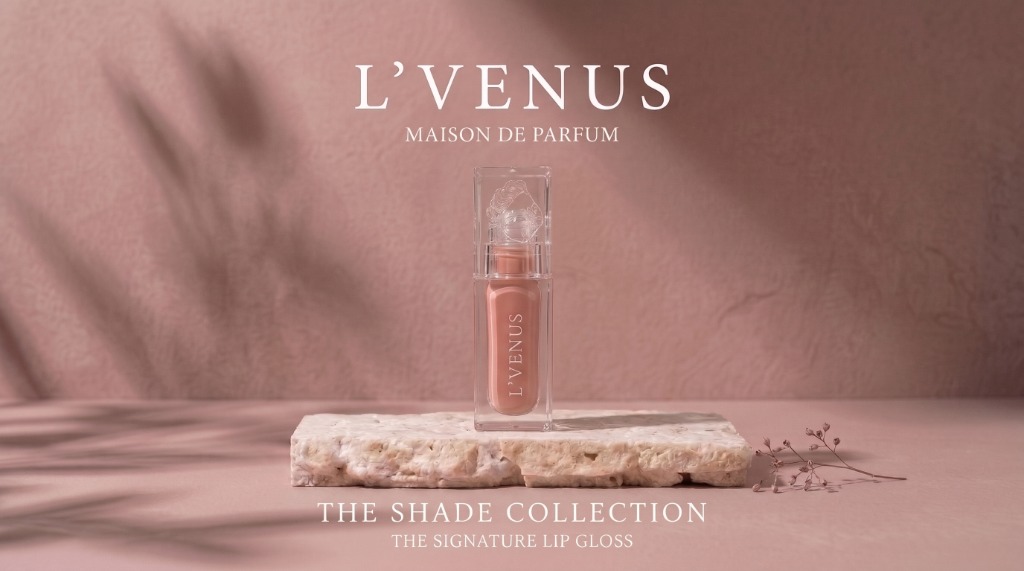 L’VENUS
MAISON DE PARFUM
L’VENUS
THE SHADE COLLECTION
THE SIGNATURE LIP GLOSS